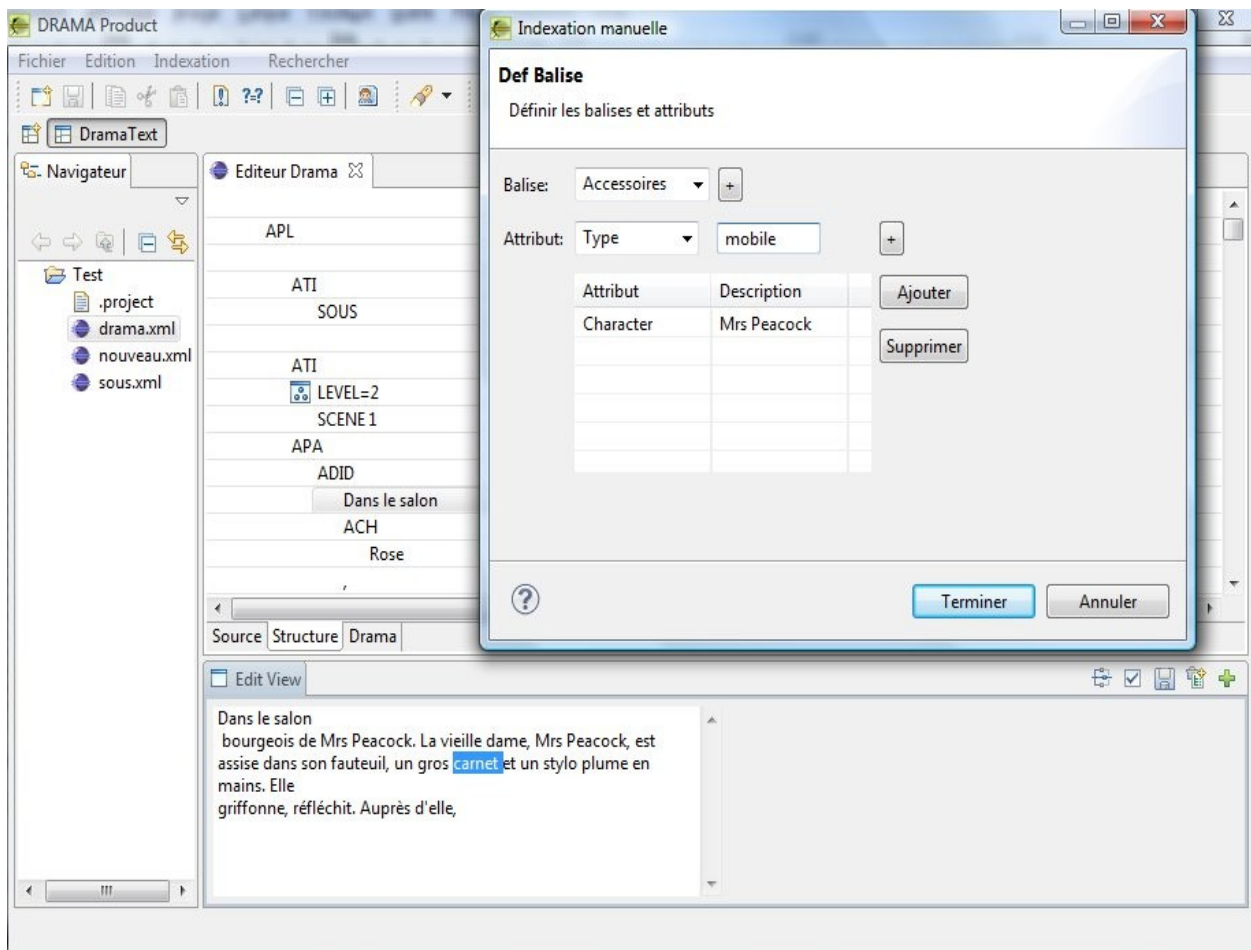 DRAMA Product
Fichier Edition Indexation Rechercher
DramaText
Navigateur
Test
.project
drama.xml
nouveau.xml
sous.xml
Editeur Drama
APL
ATI
SOUS
ATI
LEVEL=2
SCENE 1
APA
ADID
Dans le salon
ACH
Rose
,
Source Structure Drama
Indexation manuelle
Def Balise
Définir les balises et attributs
Balise: Accessoires +
Attribut: Type mobile +
Attribut Description Ajouter
Character Mrs Peacock
Supprimer
? Terminer Annuler
Edit View
Dans le salon
bourgeois de Mrs Peacock. La vieille dame, Mrs Peacock, est
assise dans son fauteuil, un gros carnet et un stylo plume en
mains. Elle
griffonne, réfléchit. Auprès d'elle,